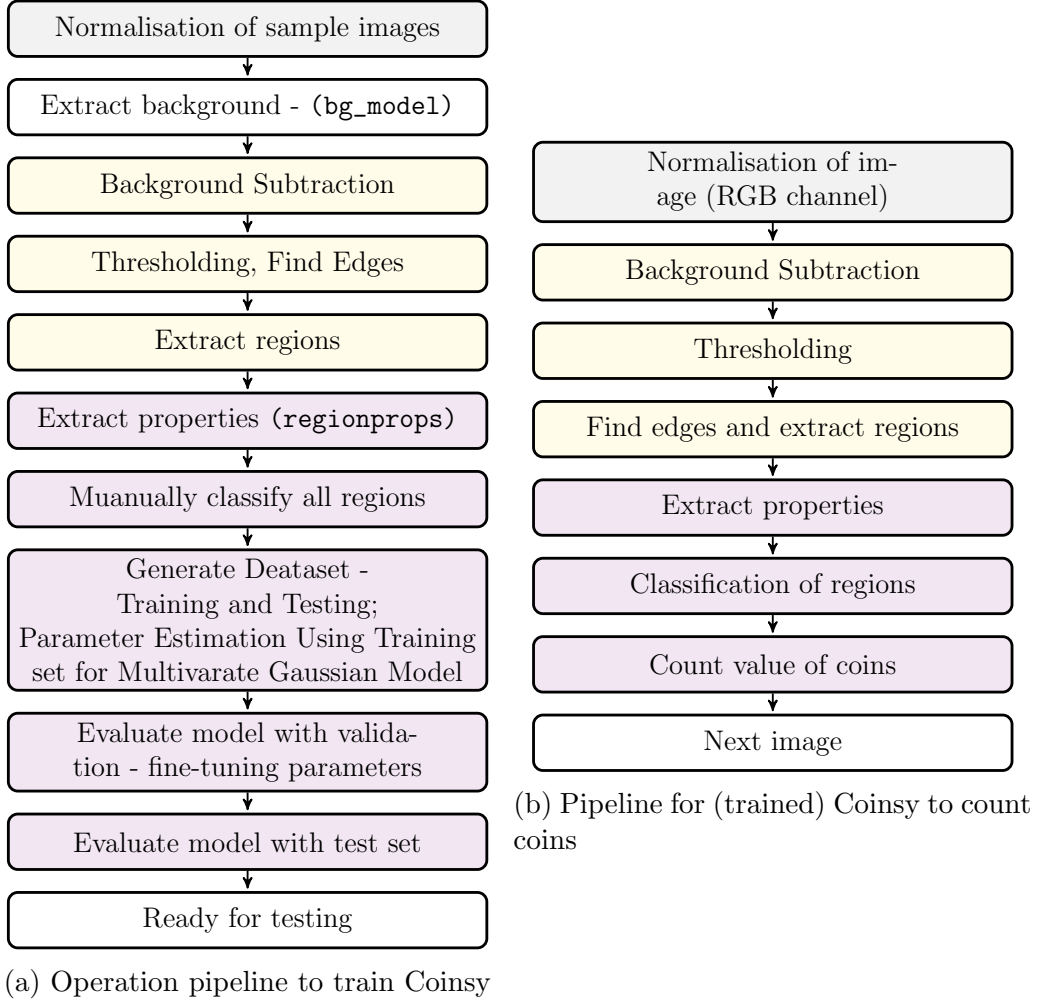 Normalisation of sample images
Extract background - (bg_model)
Background Subtraction
Thresholding, Find Edges
Extract regions
Extract properties (regionprops)
Muanually classify all regions
Generate Deataset -
Training and Testing;
Parameter Estimation Using Training
set for Multivarate Gaussian Model
Evaluate model with valida-
tion - fine-tuning parameters
Evaluate model with test set
Ready for testing
(a) Operation pipeline to train Coinsy
Normalisation of im-
age (RGB channel)
Background Subtraction
Thresholding
Find edges and extract regions
Extract properties
Classification of regions
Count value of coins
Next image
(b) Pipeline for (trained) Coinsy to count
coins